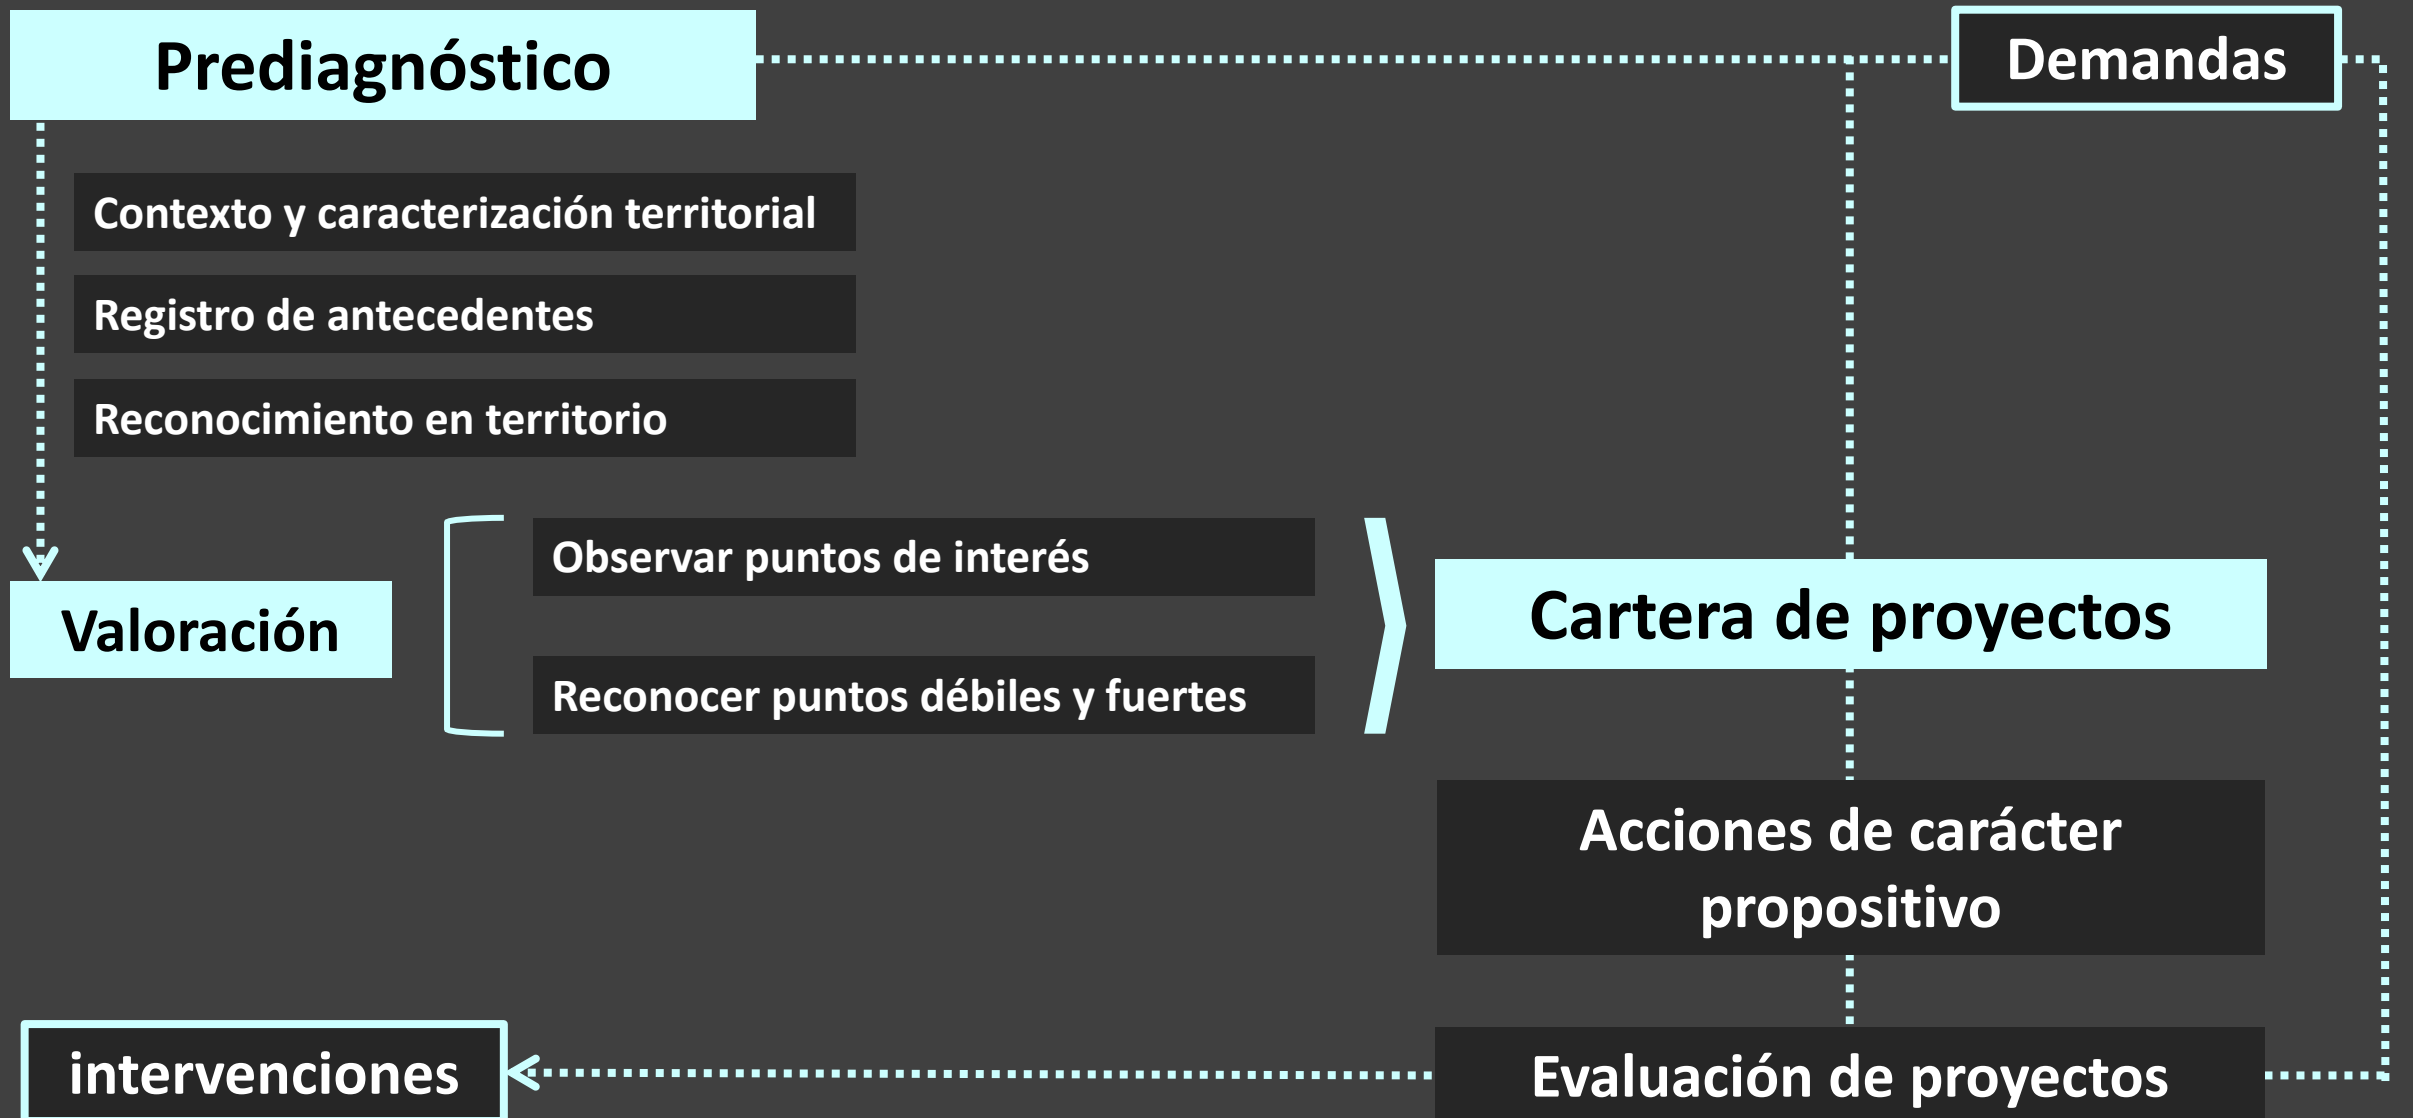 Prediagnóstico
Demandas
Contexto y caracterización territorial
Registro de antecedentes
Reconocimiento en territorio
Valoración
Observar puntos de interés
Reconocer puntos débiles y fuertes
Cartera de proyectos
Acciones de carácter
propositivo
intervenciones
Evaluación de proyectos